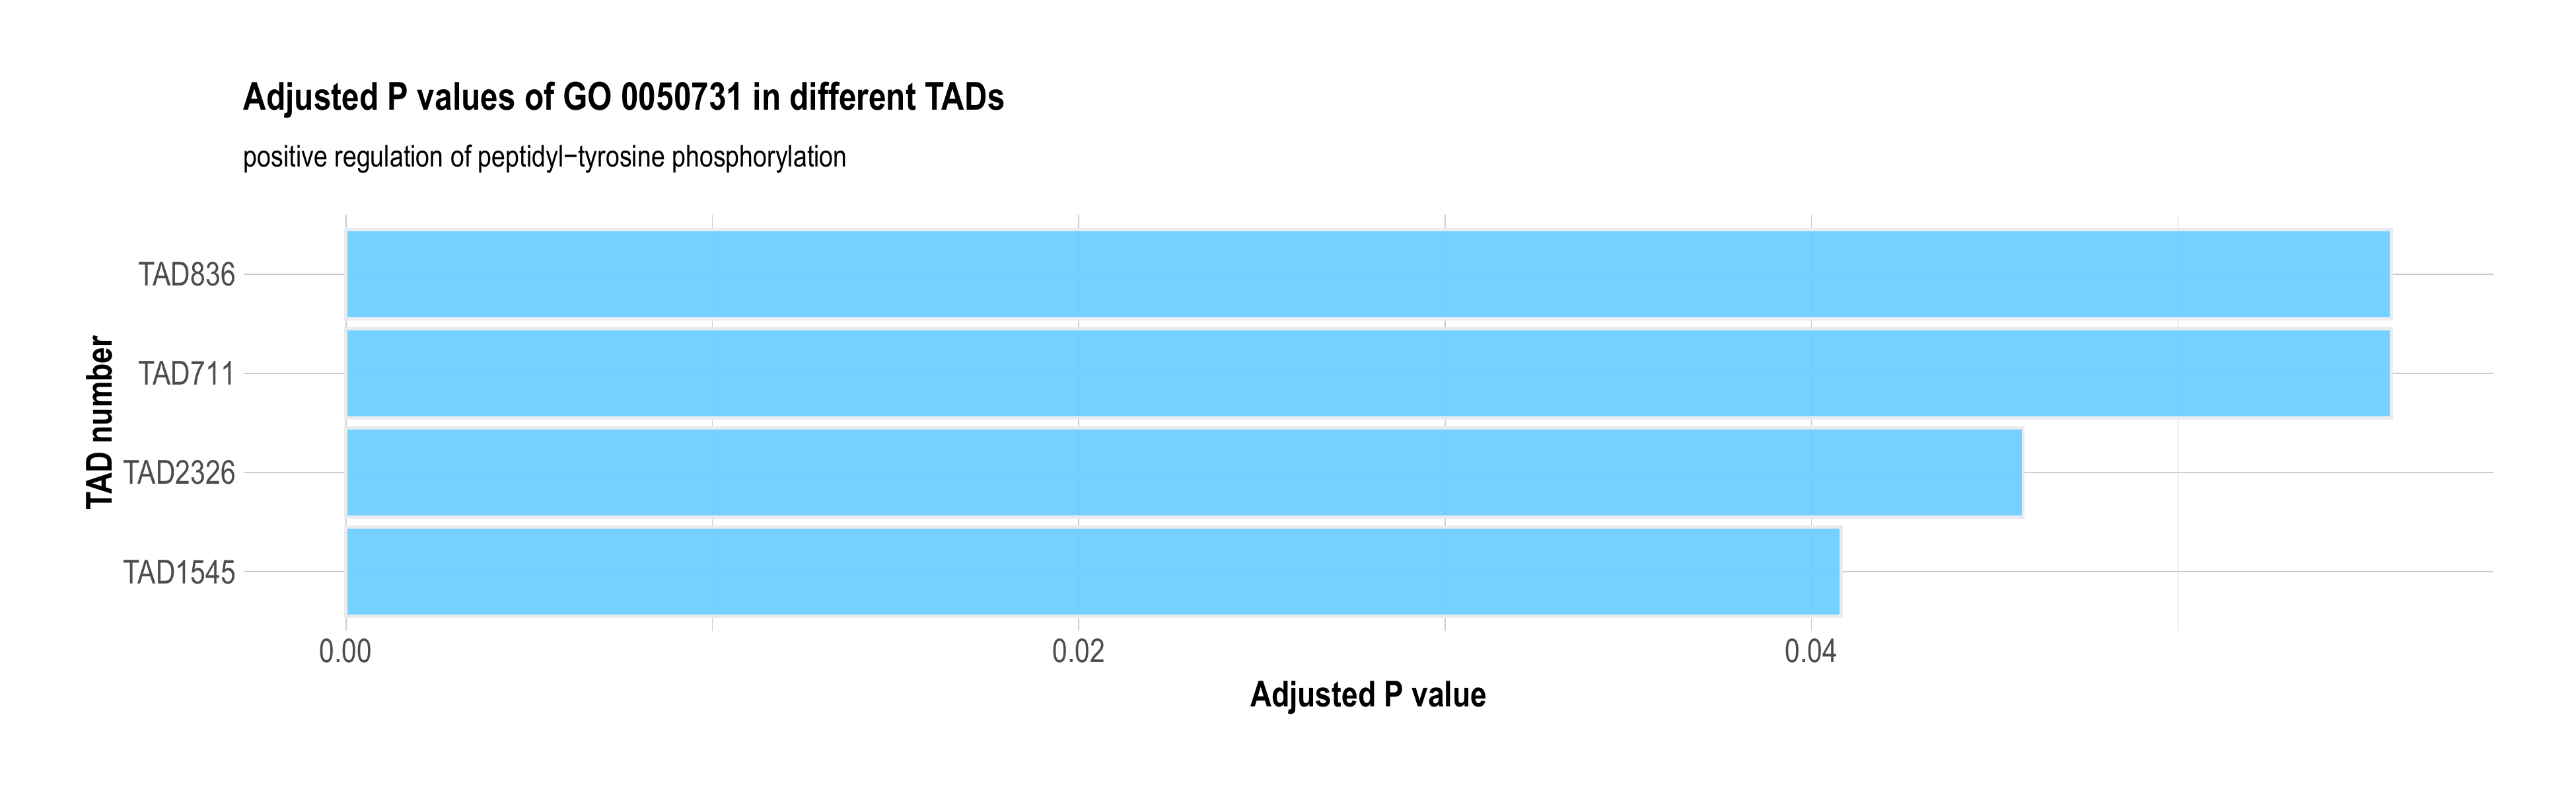 Adjusted P values of GO 0050731 in different TADs
positive regulation of peptidyl−tyrosine phosphorylation
TAD number
TAD836
TAD711
TAD2326
TAD1545
0.00 0.02 0.04
Adjusted P value